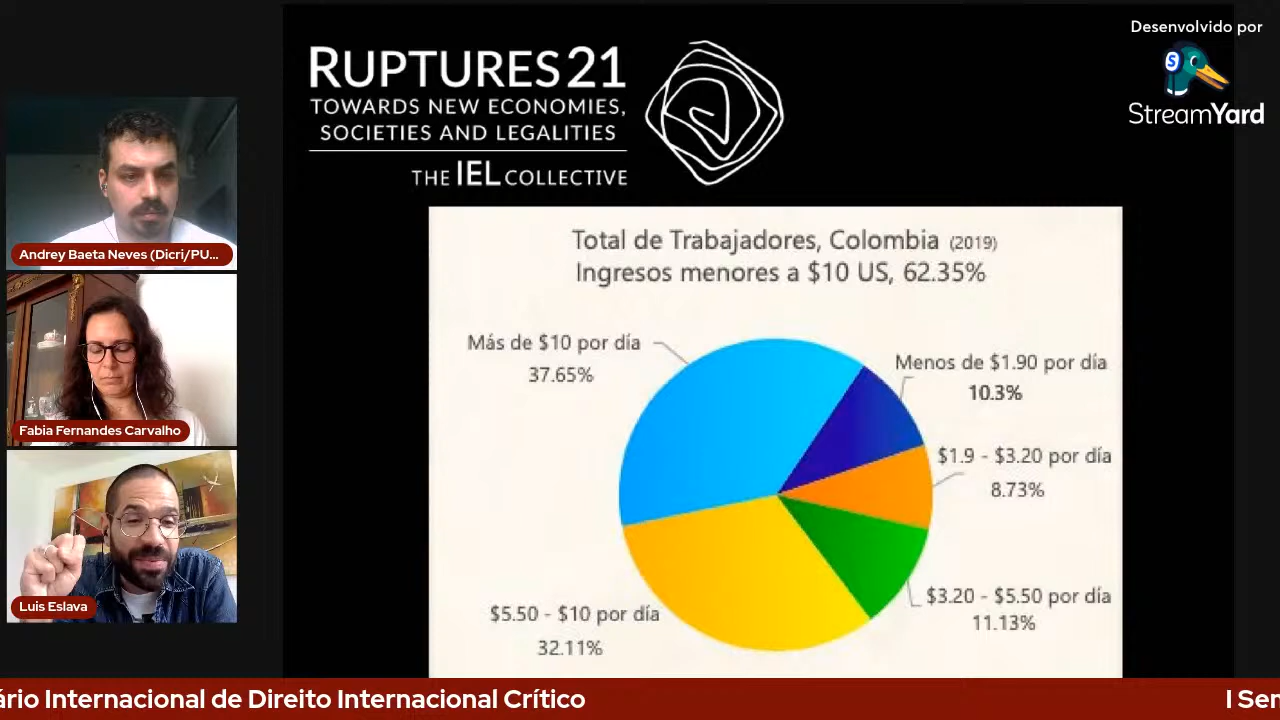 Desenvolvido por
StreamYard
RUPTURES21
TOWARDS NEW ECONOMIES,
SOCIETIES AND LEGALITIES
THE IEL COLLECTIVE
Andrey Baeta Neves (Dicri/PU...
Fabia Fernandes Carvalho
Luis Eslava
Total de Trabajadores, Colombia (2019)
Ingresos menores a $10 US, 62.35%
Más de $10 por día
37.65%
Menos de $1.90 por día
10.3%
$1.9 - $3.20 por día
8.73%
$3.20 - $5.50 por día
11.13%
$5.50 - $10 por día
32.11%
ário Internacional de Direito Internacional Crítico
I Sem